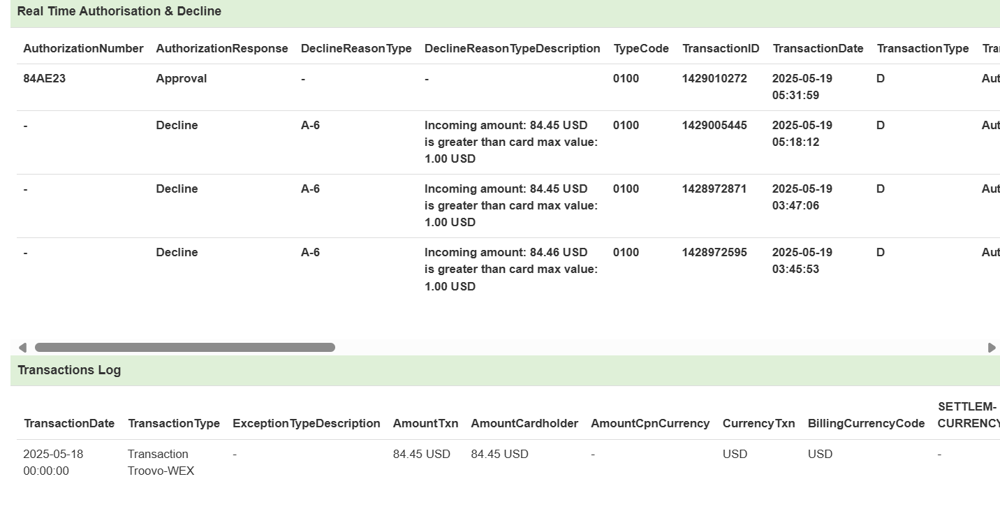 Real Time Authorisation & Decline
AuthorizationNumber AuthorizationResponse DeclineReasonType DeclineReasonTypeDescription TypeCode TransactionID TransactionDate TransactionType Tra
84AE23 Approval - - 0100 1429010272 2025-05-19 D Aut
05:31:59
- Decline A-6 Incoming amount: 84.45 USD 0100 1429005445 2025-05-19 D Aut
is greater than card max value: 05:18:12
1.00 USD
- Decline A-6 Incoming amount: 84.45 USD 0100 1428972871 2025-05-19 D Aut
is greater than card max value: 03:47:06
1.00 USD
- Decline A-6 Incoming amount: 84.46 USD 0100 1428972595 2025-05-19 D Aut
is greater than card max value: 03:45:53
1.00 USD
Transactions Log
SETTLEM-
TransactionDate TransactionType ExceptionTypeDescription AmountTxn AmountCardholder AmountCpnCurrency CurrencyTxn BillingCurrencyCode CURRENCY
2025-05-18 Transaction - 84.45 USD 84.45 USD - USD USD -
00:00:00 Troovo-WEX